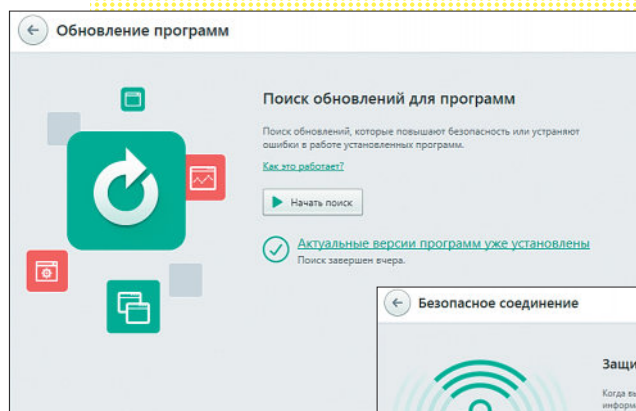 Обновление программ
Поиск обновлений для программ
Поиск обновлений, которые повышают безопасность или устраняют
ошибки в работе установленных программ.
Как это работает?
Начать поиск
Актуальные версии программ уже установлены
Поиск завершен вчера.
Безопасное соединение
Когда